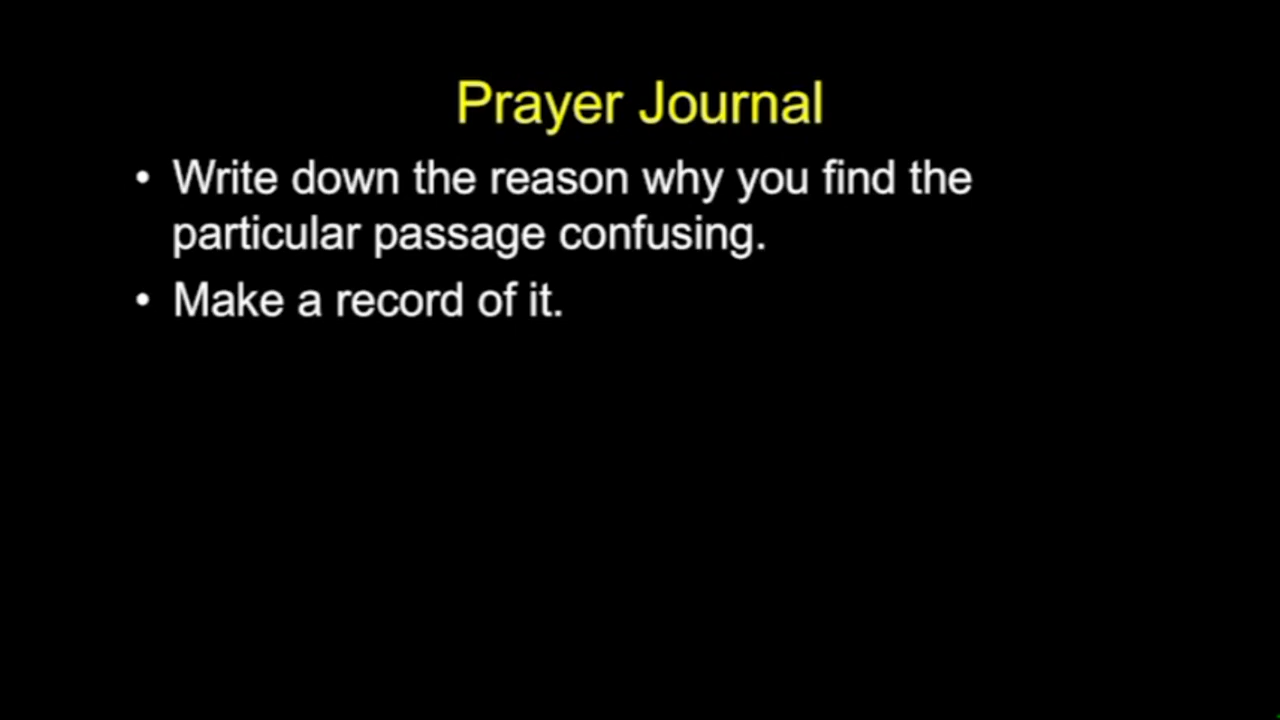 Prayer Journal
• Write down the reason why you find the
particular passage confusing.
• Make a record of it.